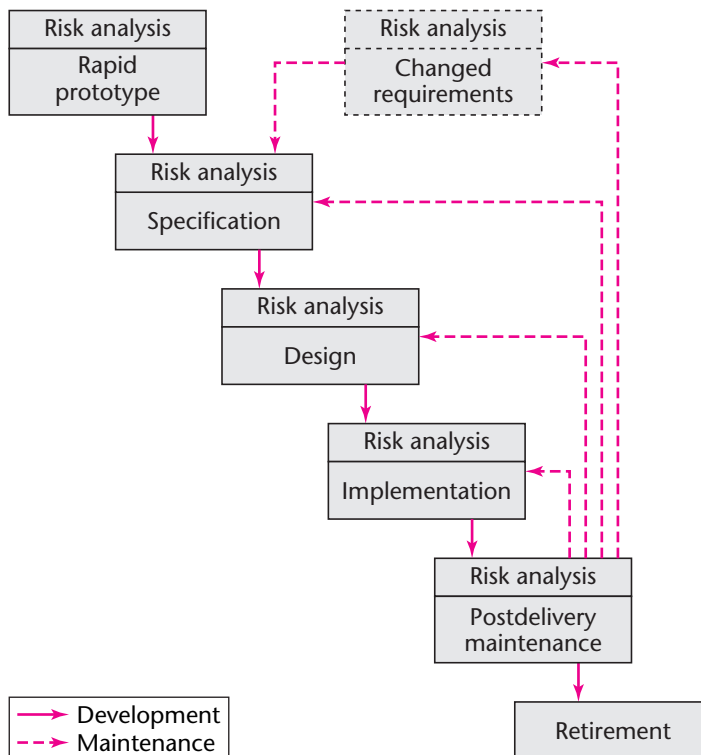 Risk analysis
Rapid
prototype
Risk analysis
Changed
requirements
Risk analysis
Specification
Risk analysis
Design
Risk analysis
Implementation
Risk analysis
Postdelivery
maintenance
Retirement
Development
Maintenance